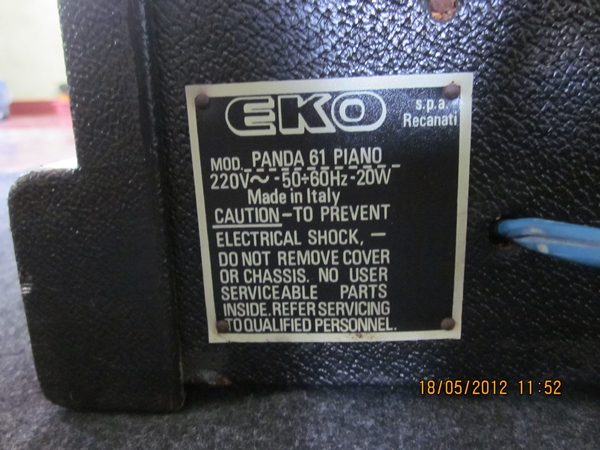 EKO
s.p.a.
Recanati
MOD. PANDA 61 PIANO
220V~ -50÷60Hz-20W
Made in Italy
CAUTION-TO PREVENT
ELECTRICAL SHOCK, —
DO NOT REMOVE COVER
OR CHASSIS. NO USER
SERVICEABLE PARTS
INSIDE. REFER SERVICING
TO QUALIFIED PERSONNEL.
18/05/2012 11:52